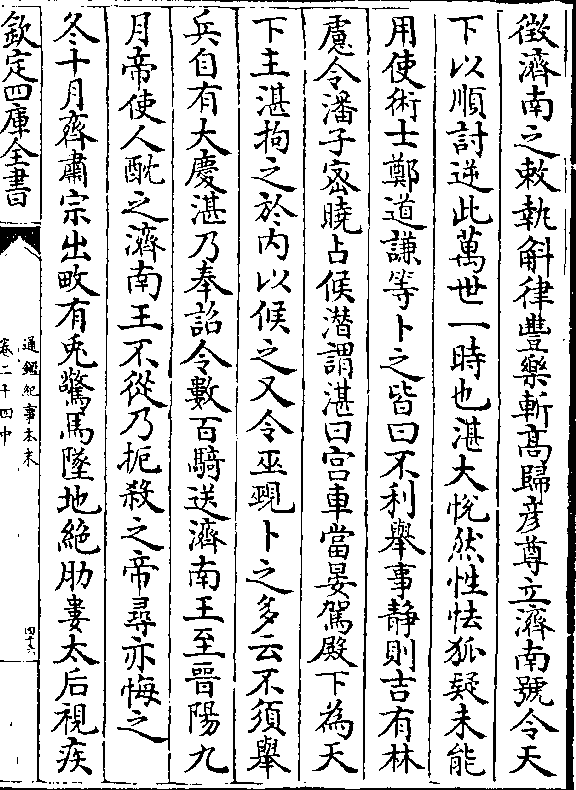 徵濟南之敕執斛律豐樂斬高歸彦尊立濟南號令天
下以順討逆此萬世一時也湛大悅然性怯狐疑未能
用使術士鄭道謙等卜之皆曰不利舉事静則吉有林
慮令潘子宻曉占候潜謂湛曰宫車當晏駕殿下為天
下主湛拘之於内以候之又令巫覡卜之多云不須舉
兵自有大慶湛乃奉詔令數百騎送濟南王至晉陽九
月帝使人酖之濟南王不從乃扼殺之帝尋亦悔之
冬十月齊肅宗出畋有兎驚馬墜地絶肋婁太后視疾
欽定四庫全書
通鑑紀事本末
卷二十四中